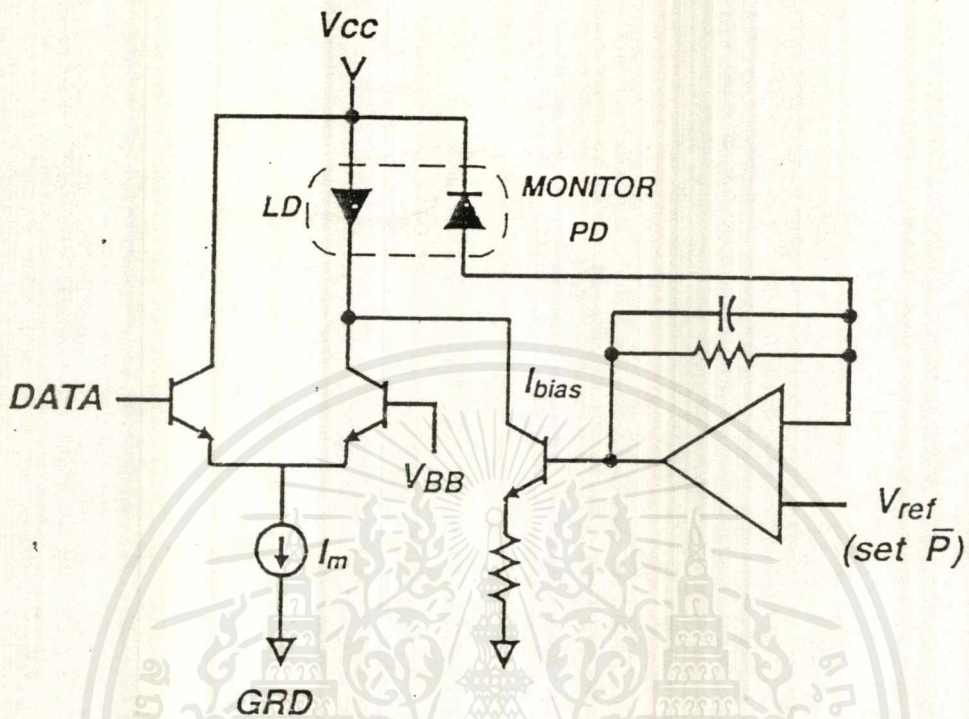 Vcc
LD
MONITOR
PD
DATA
I_bias
V_BB
V_ref
(set P̅)
I_m
GRD